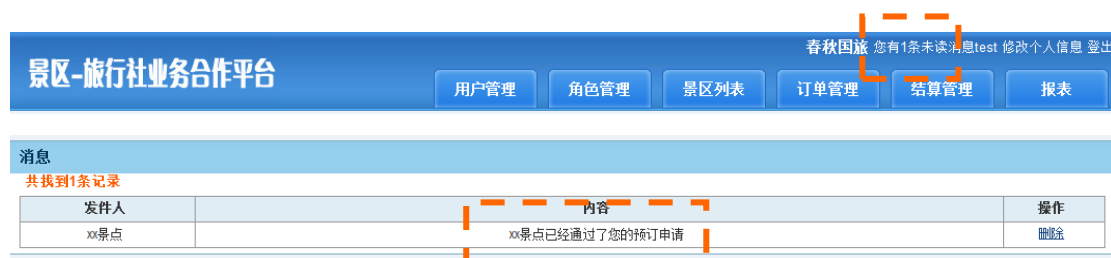 春秋国旅 您有1条未读消息test 修改个人信息 登出
景区-旅行社业务合作平台
用户管理 角色管理 景区列表 订单管理 结算管理 报表
消息
共找到1条记录
发件人 内容 操作
xx景点 xx景点已经通过了您的预订申请 删除